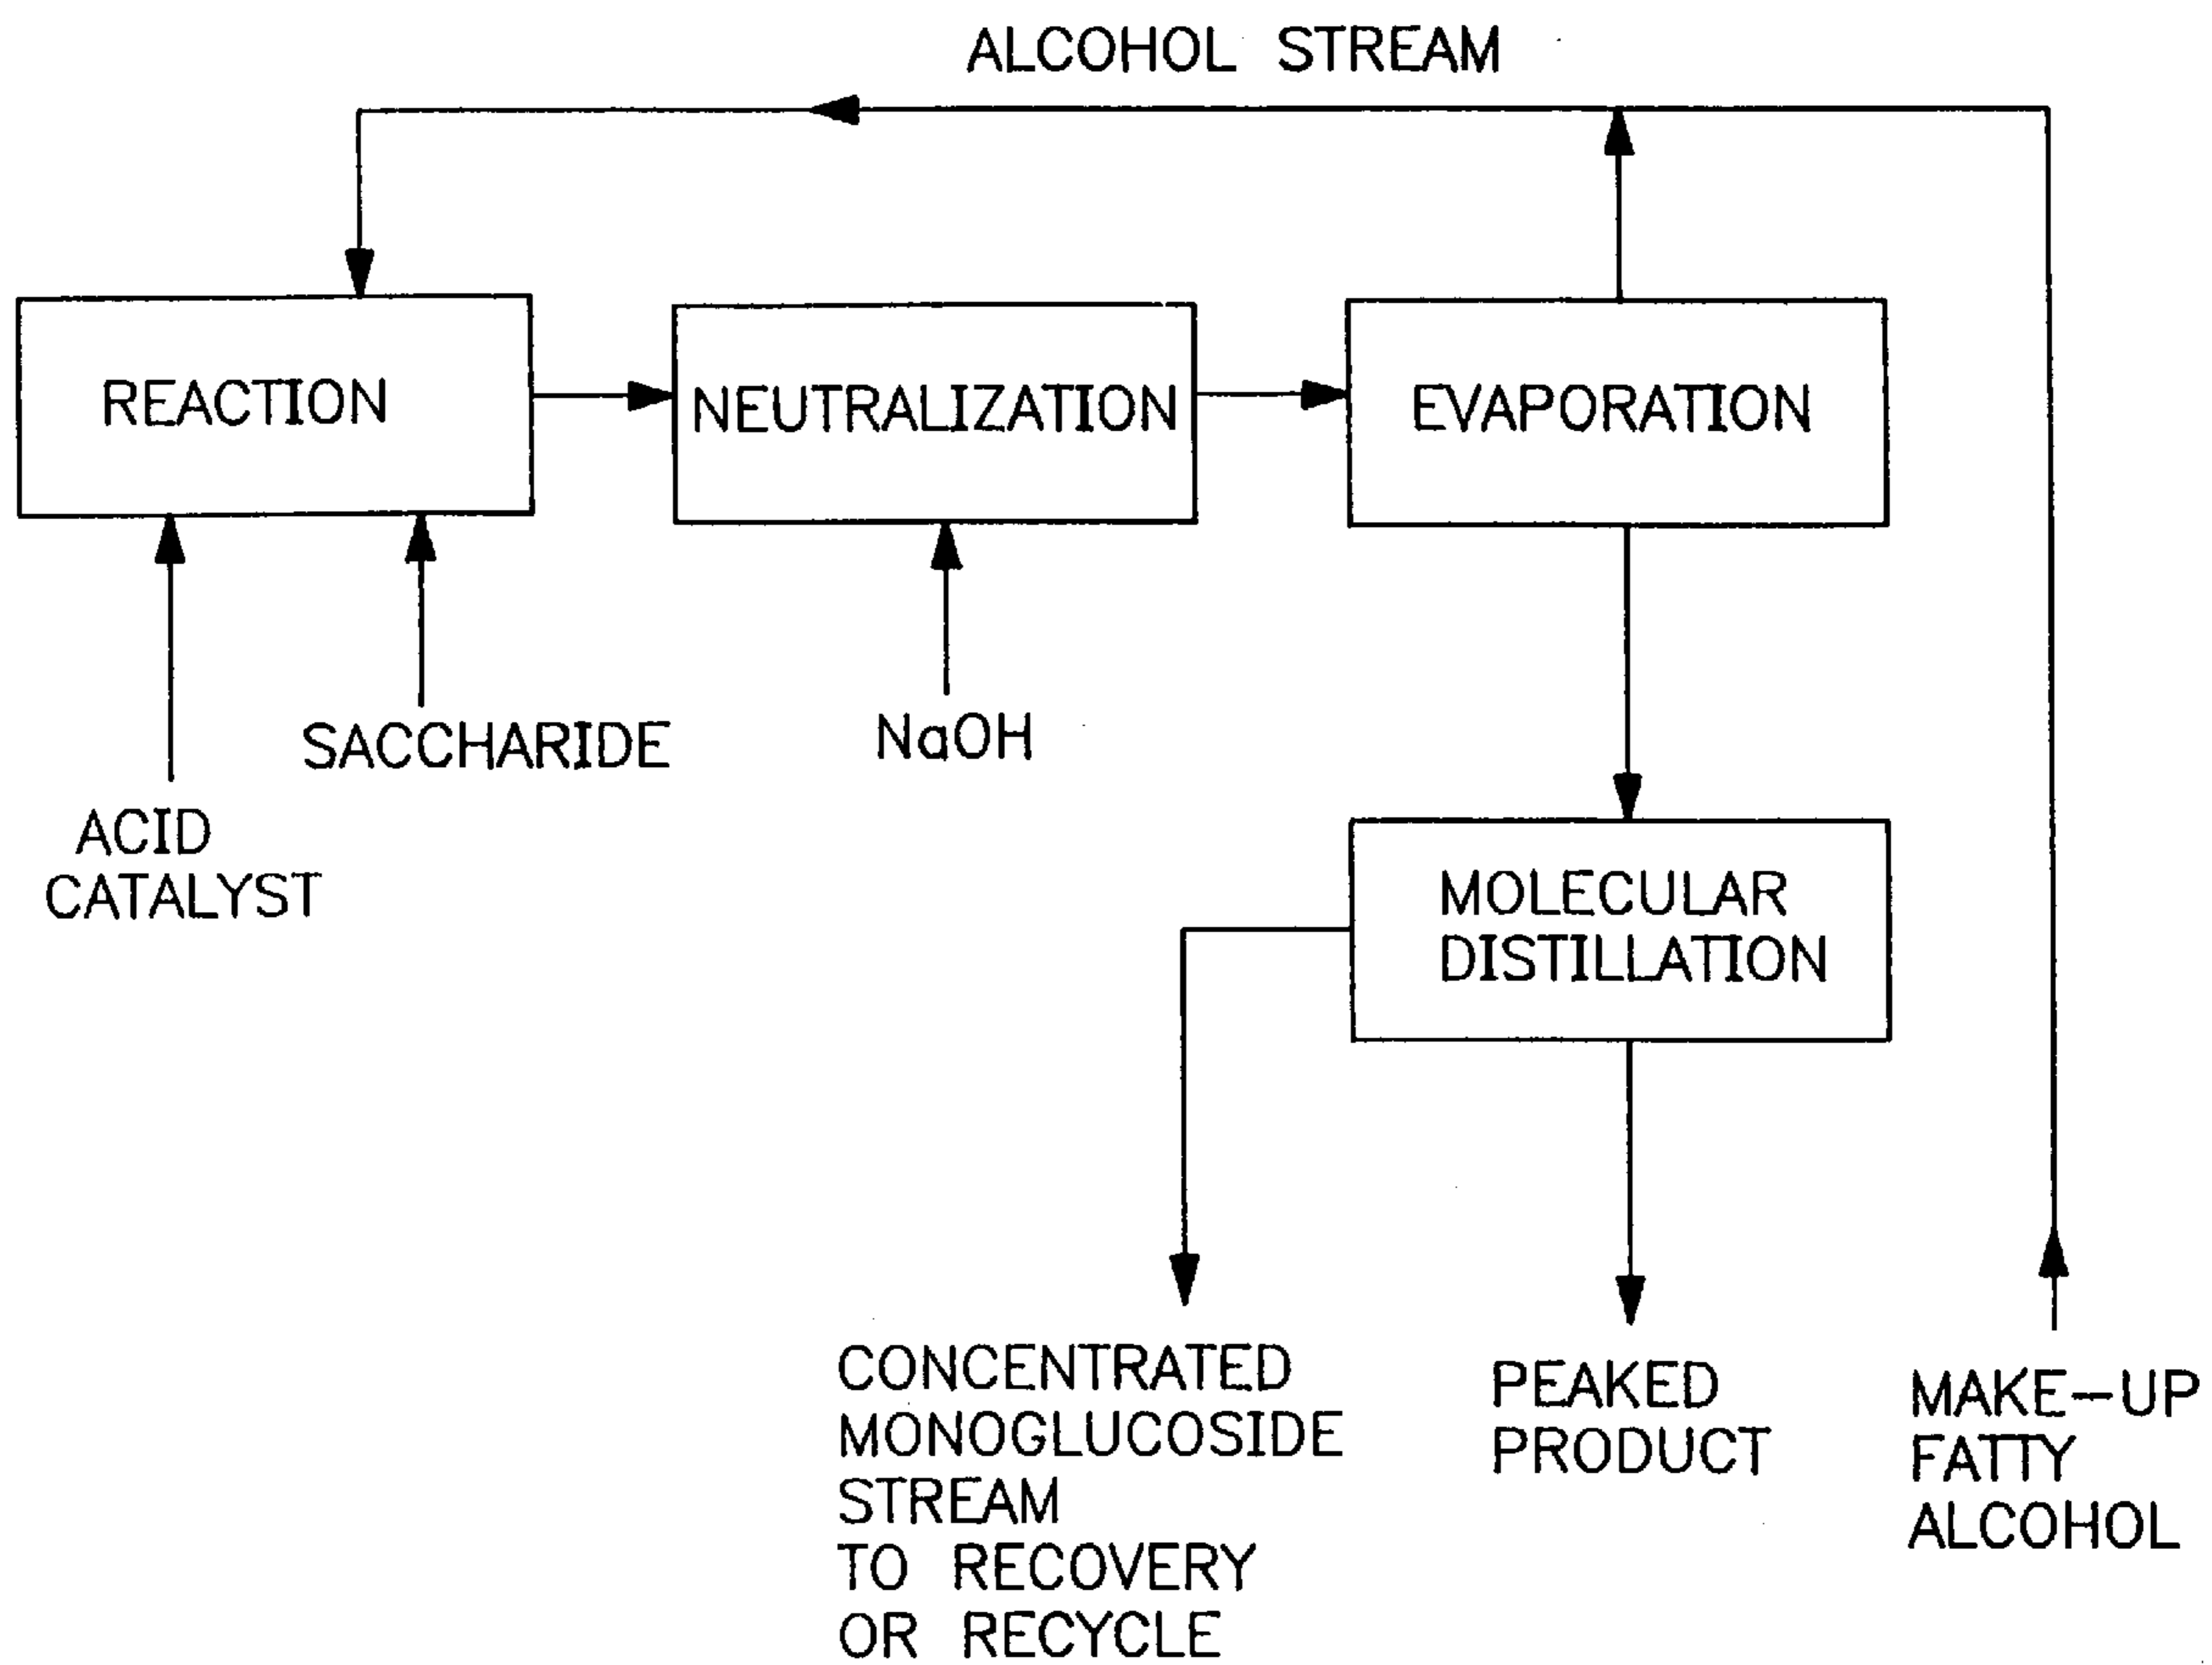 ALCOHOL STREAM
REACTION
NEUTRALIZATION
EVAPORATION
SACCHARIDE
NaOH
ACID
CATALYST
MOLECULAR
DISTILLATION
CONCENTRATED
MONOGLUCOSIDE
STREAM
TO RECOVERY
OR RECYCLE
PEAKED
PRODUCT
MAKE-UP
FATTY
ALCOHOL